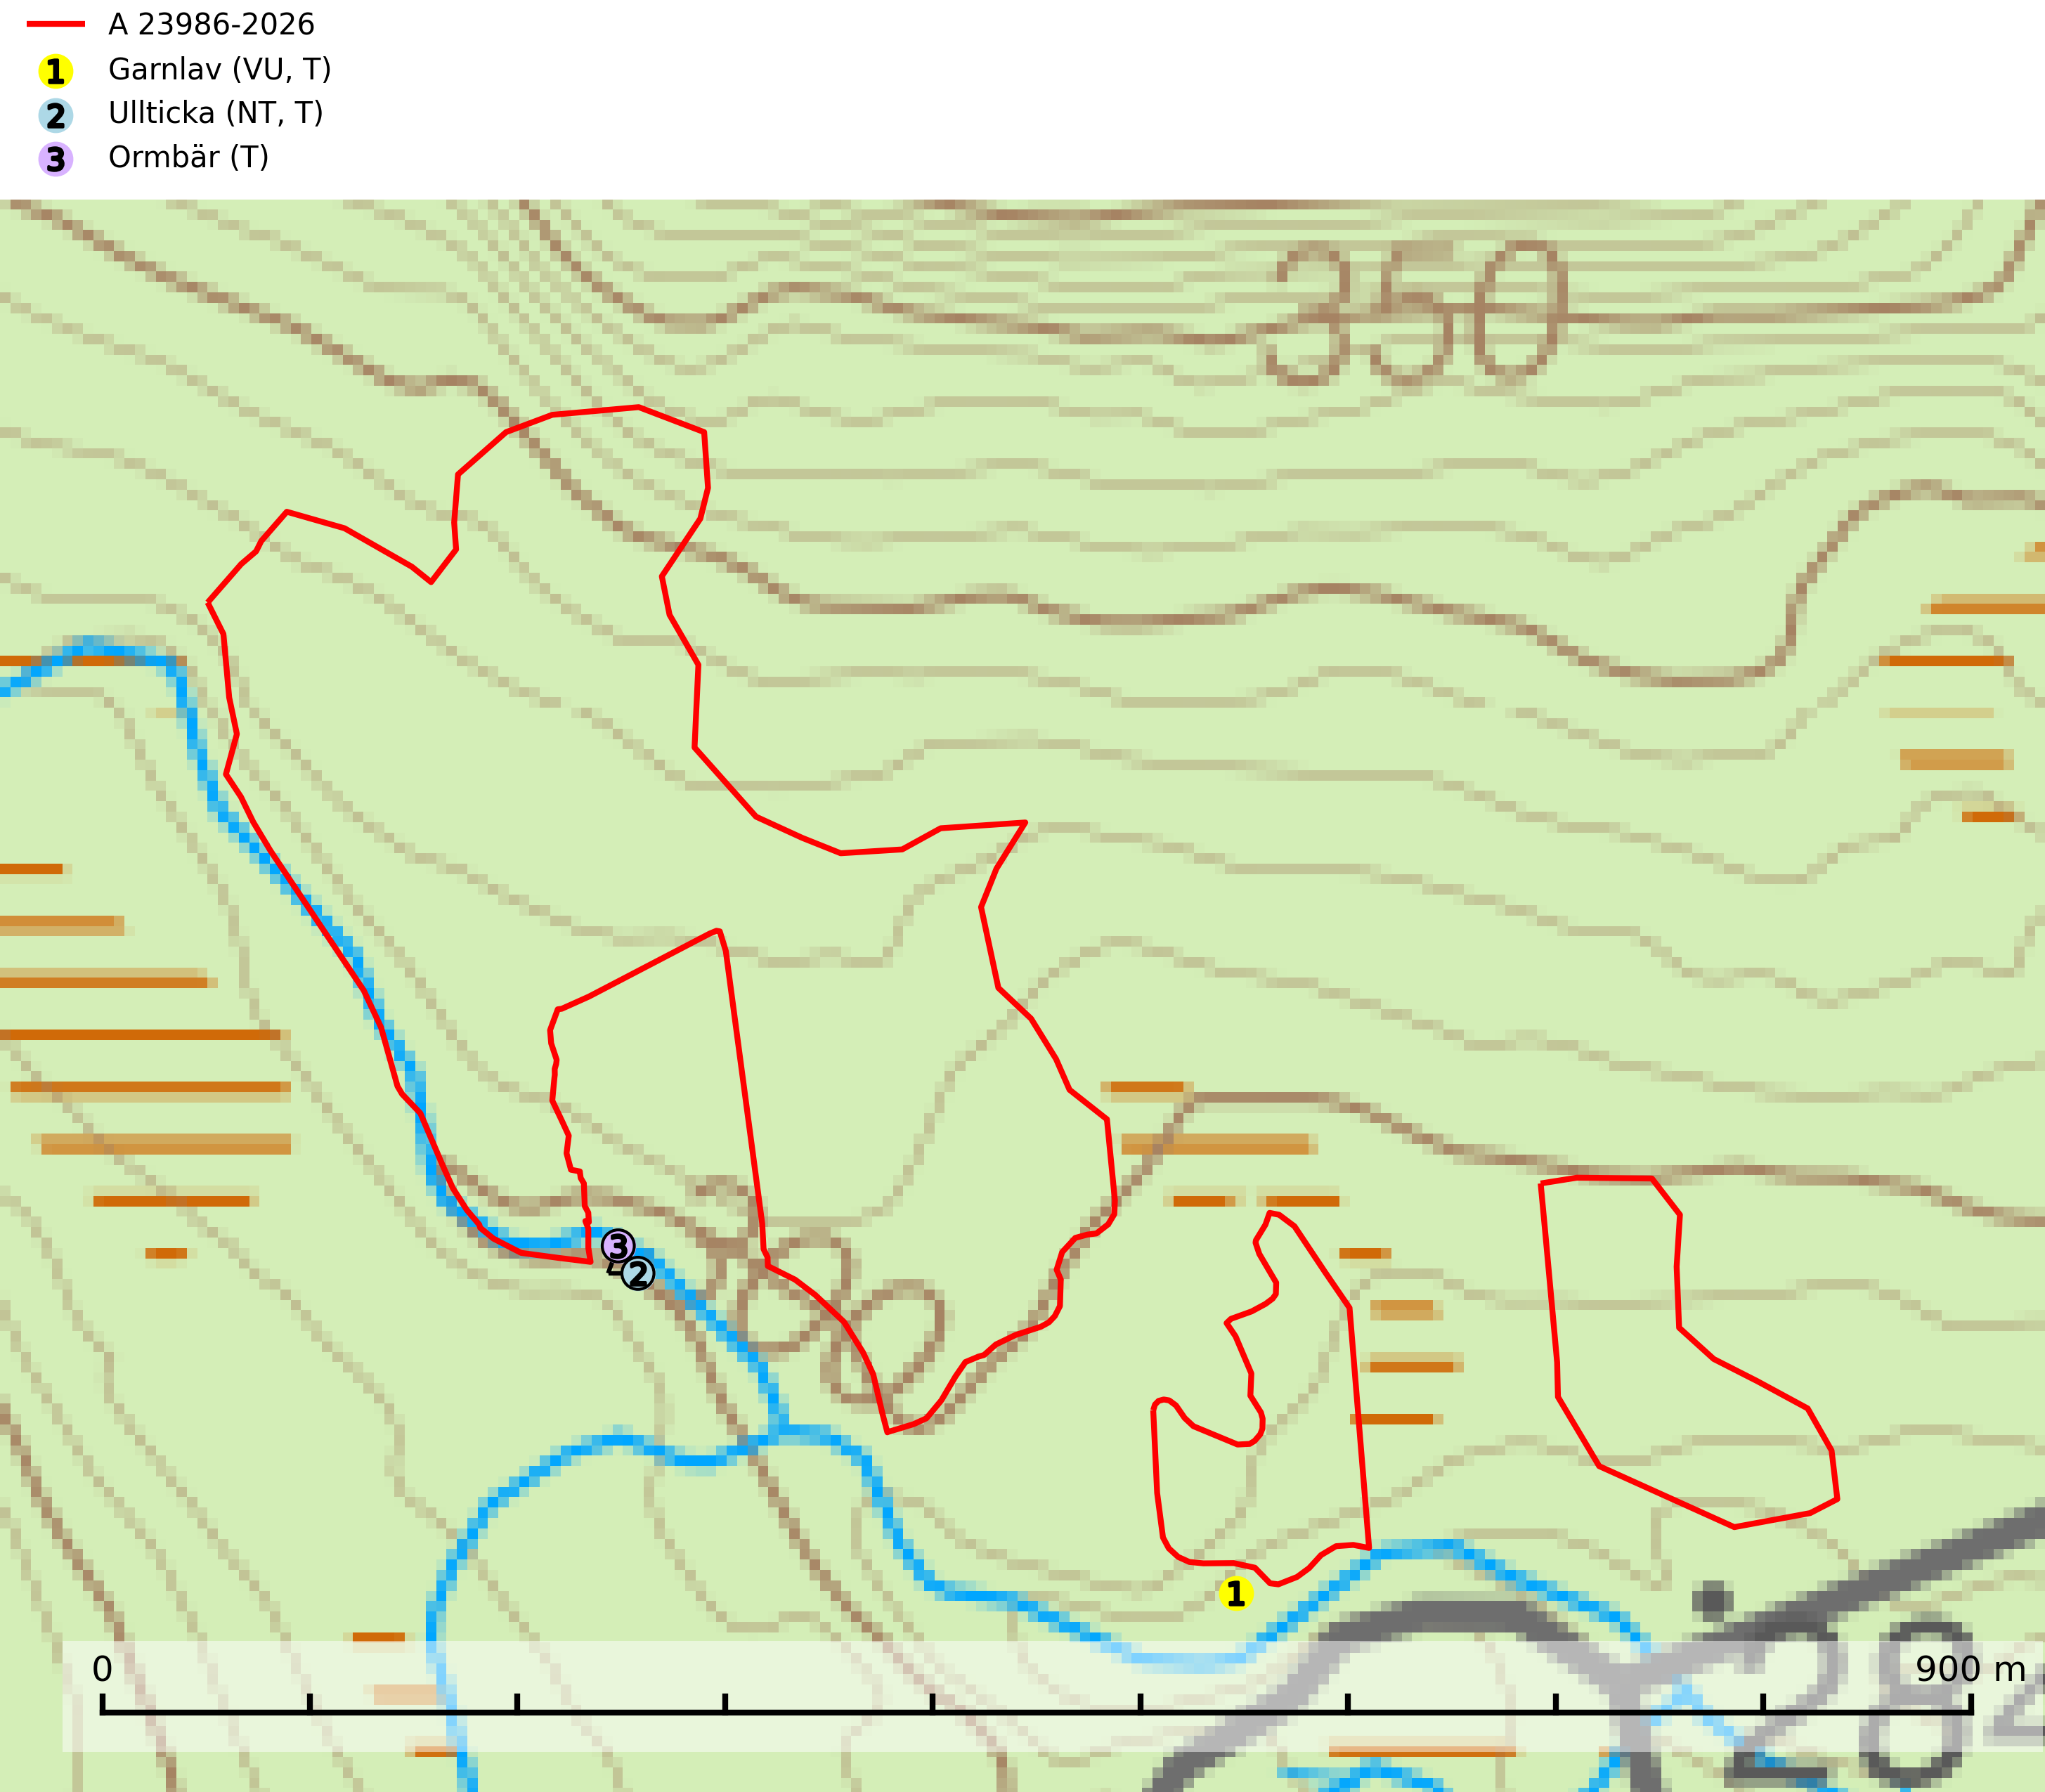 A 23986-2026
1 Garnlav (VU, T)
2 Ullticka (NT, T)
3 Ormbär (T)
350
3
2
1
0 900 m